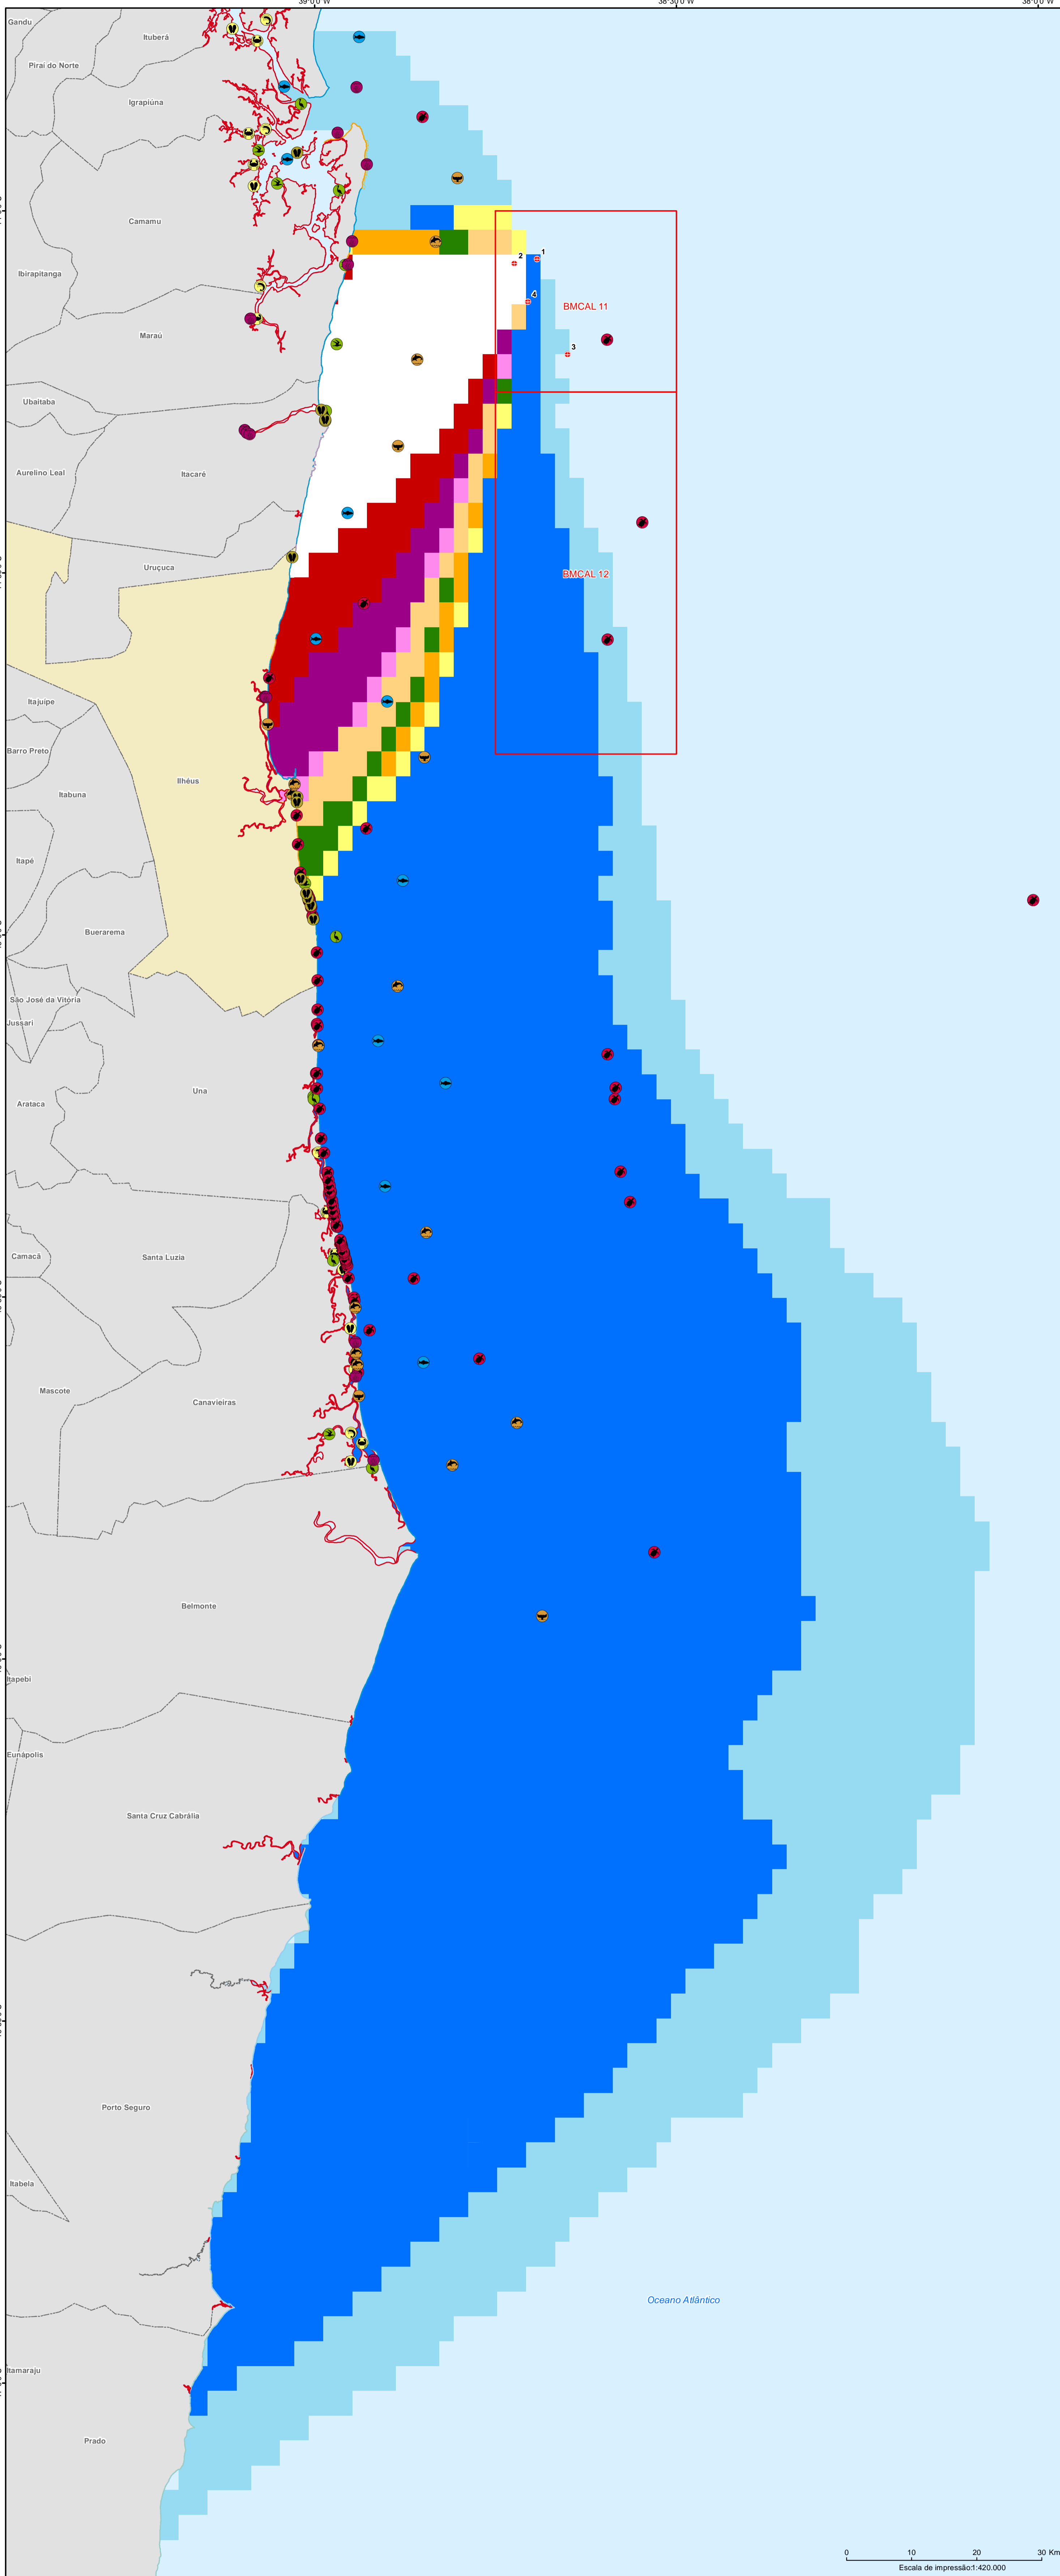 39°0'0"W
38°30'0"W
38°0'0"W
Gandu
Ituberá
Piraí do Norte
Igrapiúna
Camamu
Ibirapitanga
Maraú
Ubaitaba
Aurelino Leal
Itacaré
Uruçuca
1
2
4
BMCAL 11
3
BMCAL 12
Itajuípe
Barro Preto
Ilhéus
Itabuna
Itapé
Buerarema
São José da Vitória
Jussari
Una
Arataca
Camacã
Santa Luzia
Mascote
Canavieiras
Belmonte
Itapebi
Eunápolis
Santa Cruz Cabrália
Porto Seguro
Itabela
Oceano Atlântico
Itamaraju
Prado
0 10 20 30 Km
Escala de impressão:1:420.000